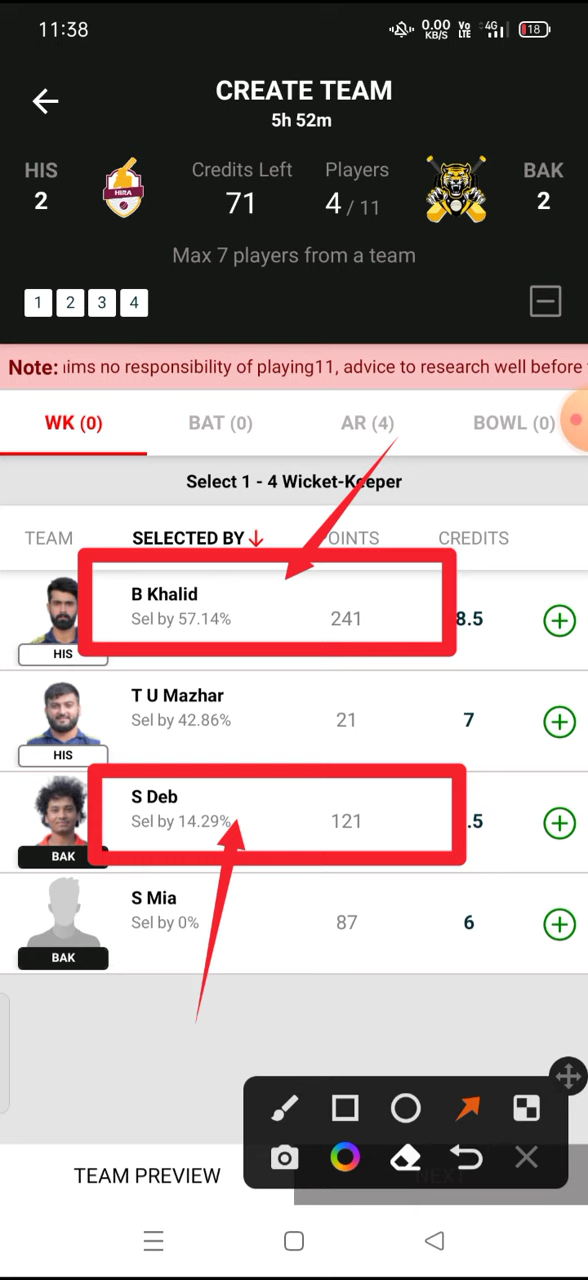 11:38
0.00 KB/S Vo LTE 4G 18
CREATE TEAM
5h 52m
HIS
2
HIRA
Credits Left
71
Players
4 / 11
BAK
2
Max 7 players from a team
1 2 3 4
Note: aims no responsibility of playing11, advice to research well before
WK (0) BAT (0) AR (4) BOWL (0)
Select 1 - 4 Wicket-Keeper
TEAM SELECTED BY OINTS CREDITS
B Khalid
Sel by 57.14% 241 8.5
HIS
T U Mazhar
Sel by 42.86% 21 7
HIS
S Deb
Sel by 14.29% 121 .5
BAK
S Mia
Sel by 0% 87 6
BAK
TEAM PREVIEW NEXT